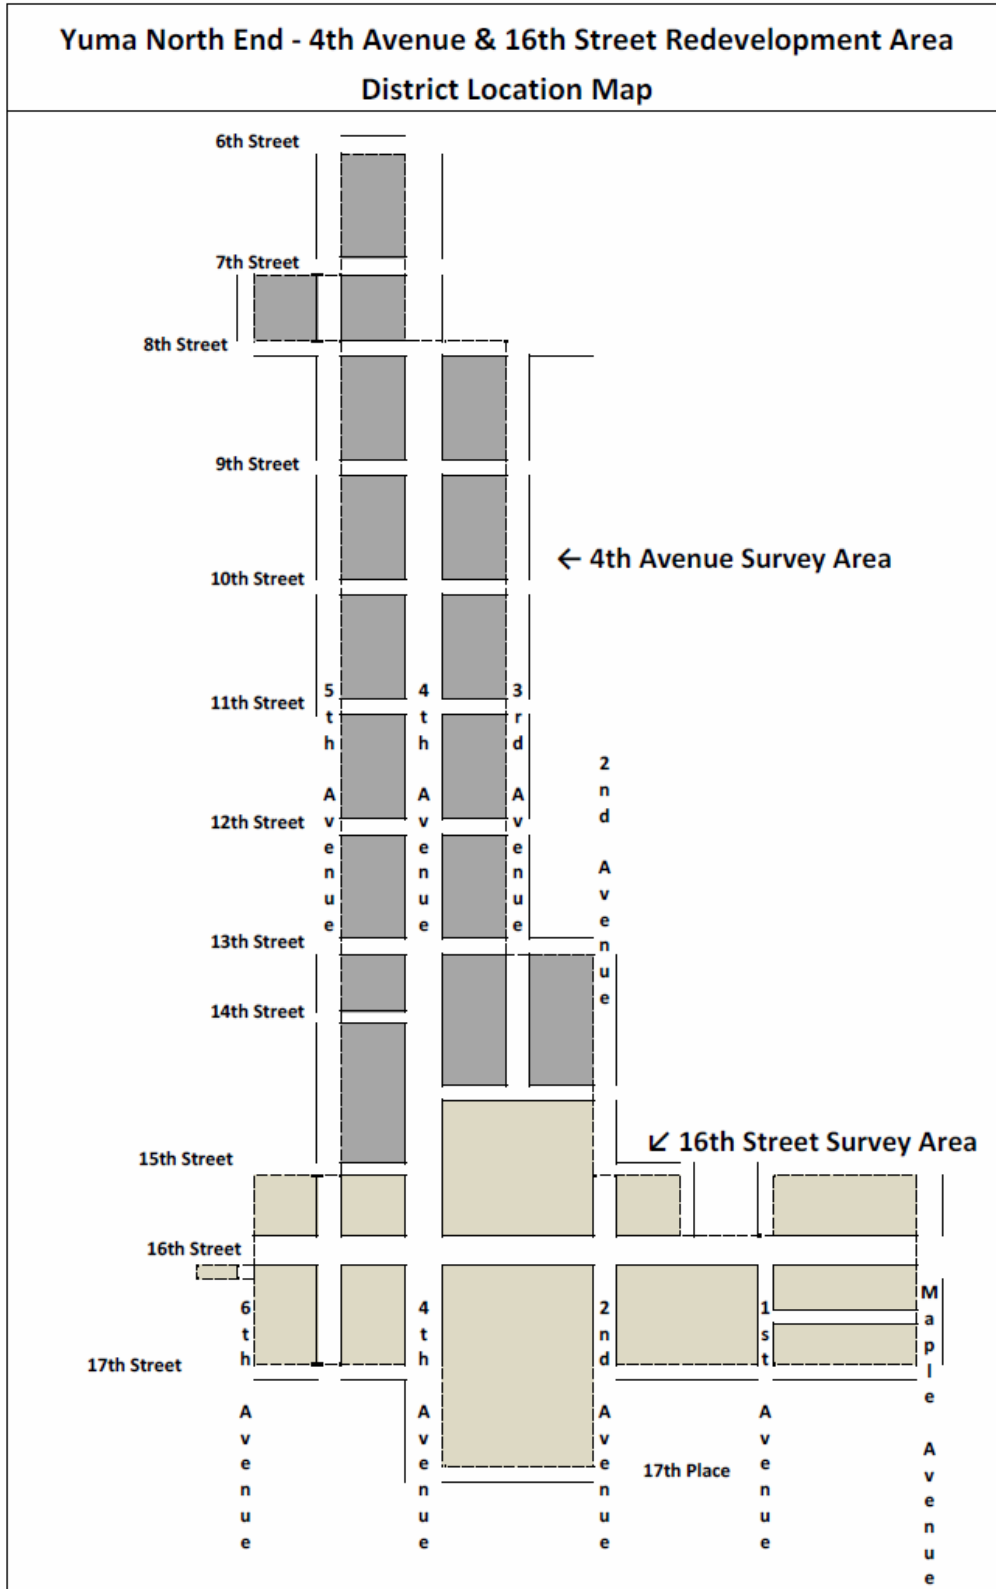 Yuma North End - 4th Avenue & 16th Street Redevelopment Area
District Location Map
6th Street
7th Street
8th Street
9th Street
← 4th Avenue Survey Area
10th Street
11th Street
5th Avenue
4th Avenue
3rd Avenue
2nd Avenue
12th Street
13th Street
14th Street
↙ 16th Street Survey Area
15th Street
16th Street
6th Avenue
4th Avenue
2nd Avenue
1st Avenue
Maple Avenue
17th Street
17th Place